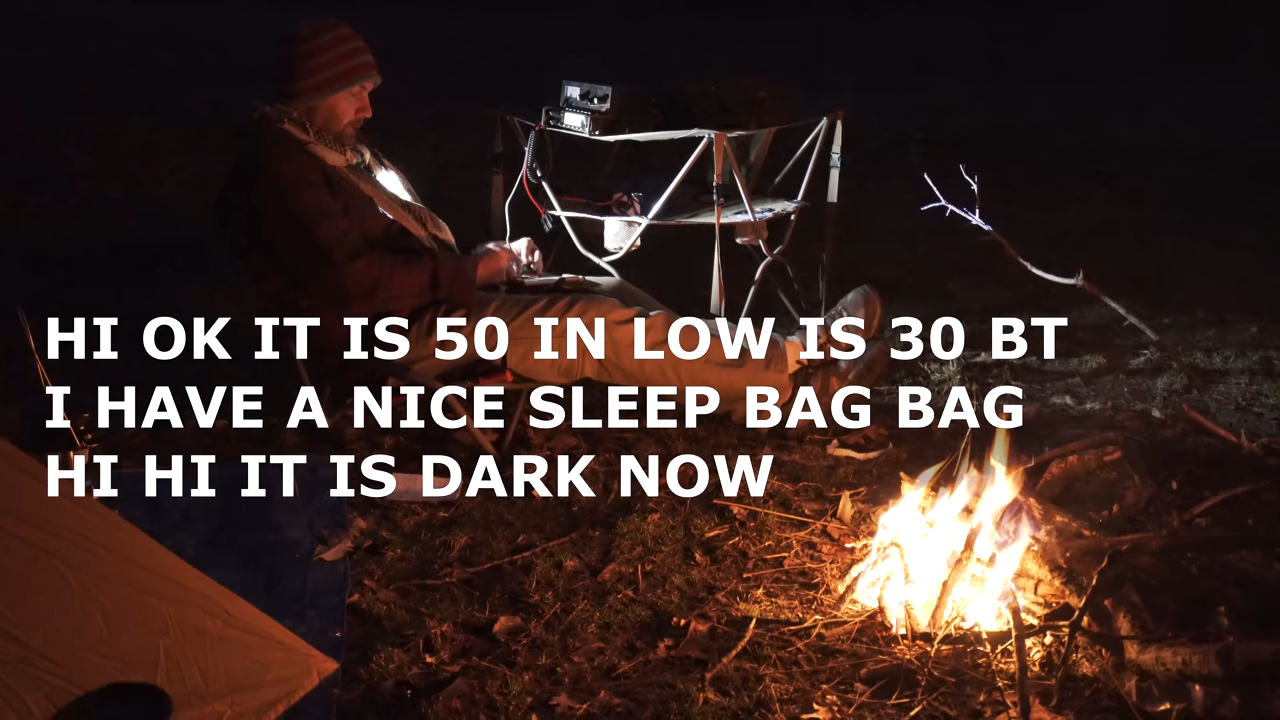 HI OK IT IS 50 IN LOW IS 30 BT
I HAVE A NICE SLEEP BAG BAG
HI HI IT IS DARK NOW